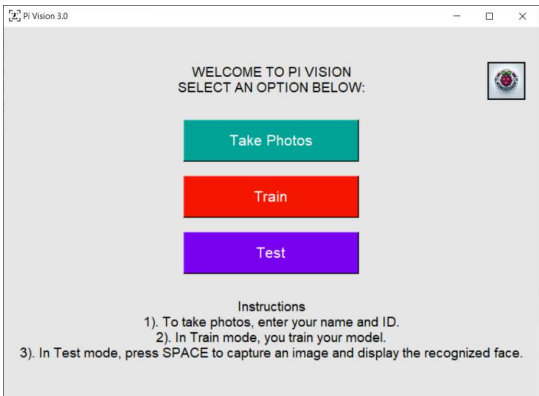 Pi Vision 3.0
WELCOME TO PI VISION
SELECT AN OPTION BELOW:
Take Photos
Train
Test
Instructions
1). To take photos, enter your name and ID.
2). In Train mode, you train your model.
3). In Test mode, press SPACE to capture an image and display the recognized face.